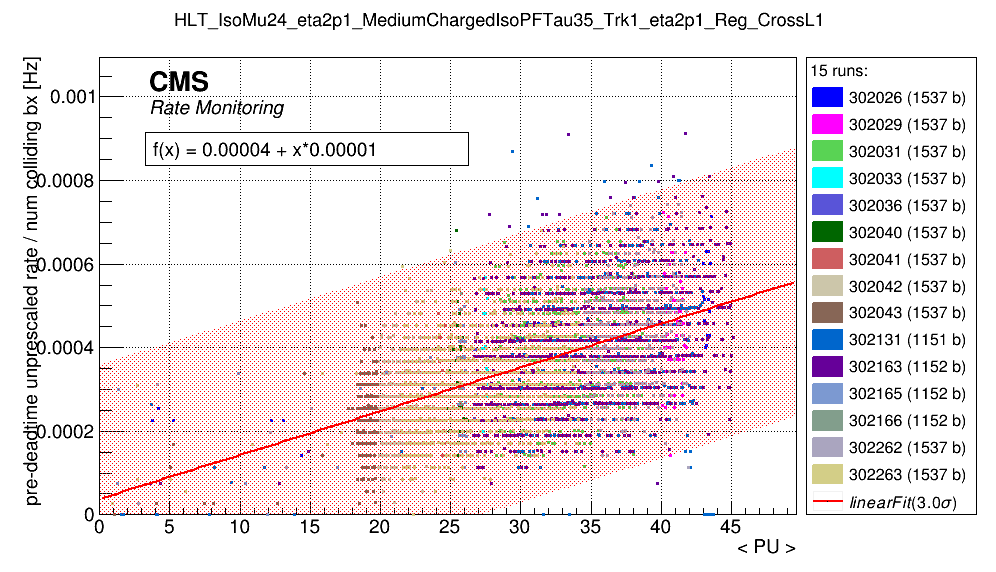 HLT_IsoMu24_eta2p1_MediumChargedIsoPFTau35_Trk1_eta2p1_Reg_CrossL1
pre-deadtime unprescaled rate / num colliding bx [Hz]
CMS
Rate Monitoring
f(x) = 0.00004 + x*0.00001
0.001
0.0008
0.0006
0.0004
0.0002
0
0 5 10 15 20 25 30 35 40 45
< PU >
15 runs:
302026 (1537 b)
302029 (1537 b)
302031 (1537 b)
302033 (1537 b)
302036 (1537 b)
302040 (1537 b)
302041 (1537 b)
302042 (1537 b)
302043 (1537 b)
302131 (1151 b)
302163 (1152 b)
302165 (1152 b)
302166 (1152 b)
302262 (1537 b)
302263 (1537 b)
linearFit(3.0σ)